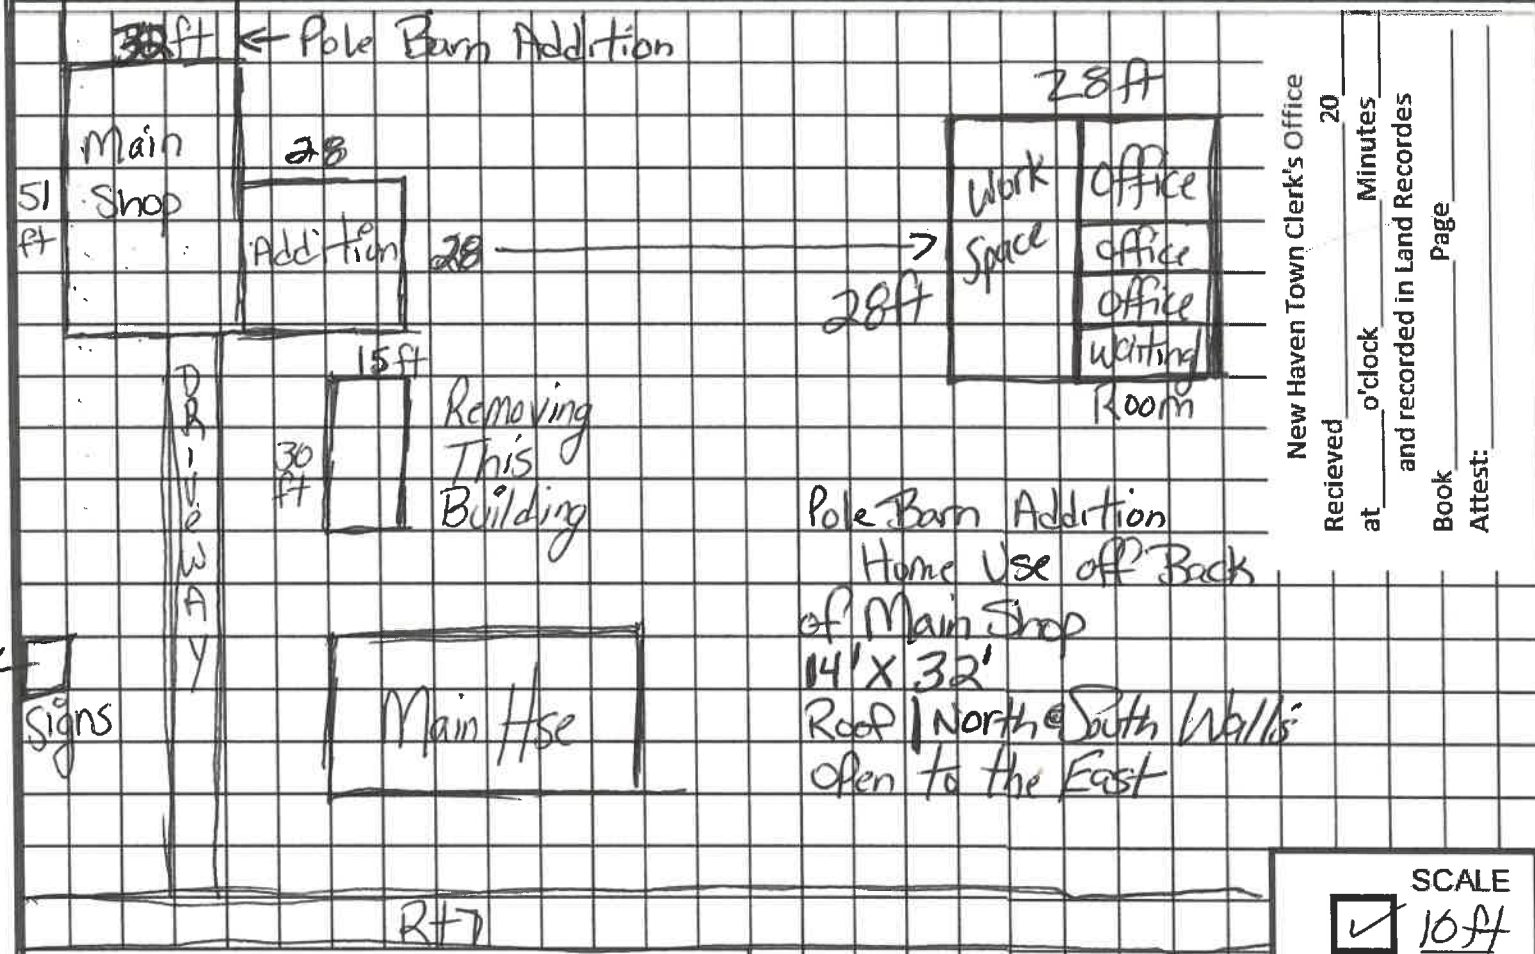 32ft ← Pole Barn Addition
28ft
Main
Shop
51
ft
28
Addition
28
28ft
Work
Space
Office
Office
Office
Waiting
Room
15ft
30
ft
Removing
This
Building
DRIVEWAY
Signs
Main Hse
Pole Barn Addition
Home Use off Back
of Main Shop
14' X 32'
Roof | North & South Walls
Open to the East
Rt7
SCALE
10 ft
New Haven Town Clerk's Office
Recieved 20
at o'clock Minutes
and recorded in Land Recordes
Book Page
Attest: